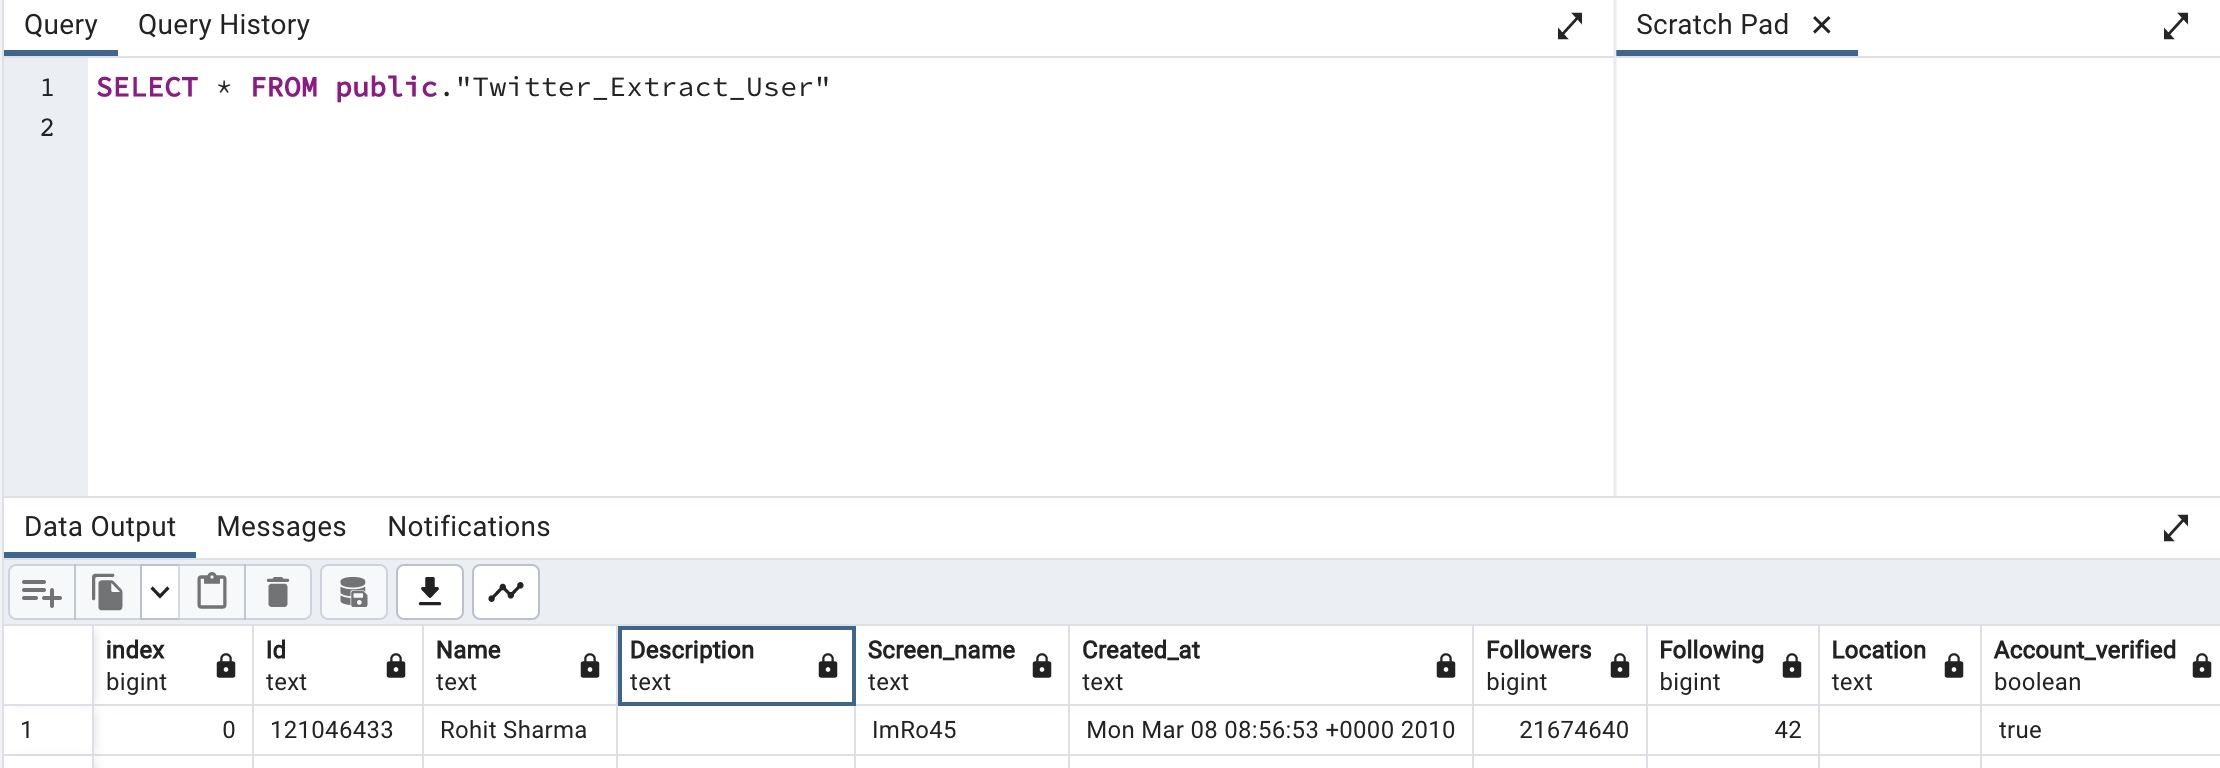 Query Query History Scratch Pad
1 SELECT * FROM public."Twitter_Extract_User"
2
Data Output Messages Notifications
index Id Name Description Screen_name Created_at Followers Following Location Account_verified
bigint text text text text text bigint bigint text boolean
1 0 121046433 Rohit Sharma ImRo45 Mon Mar 08 08:56:53 +0000 2010 21674640 42 true